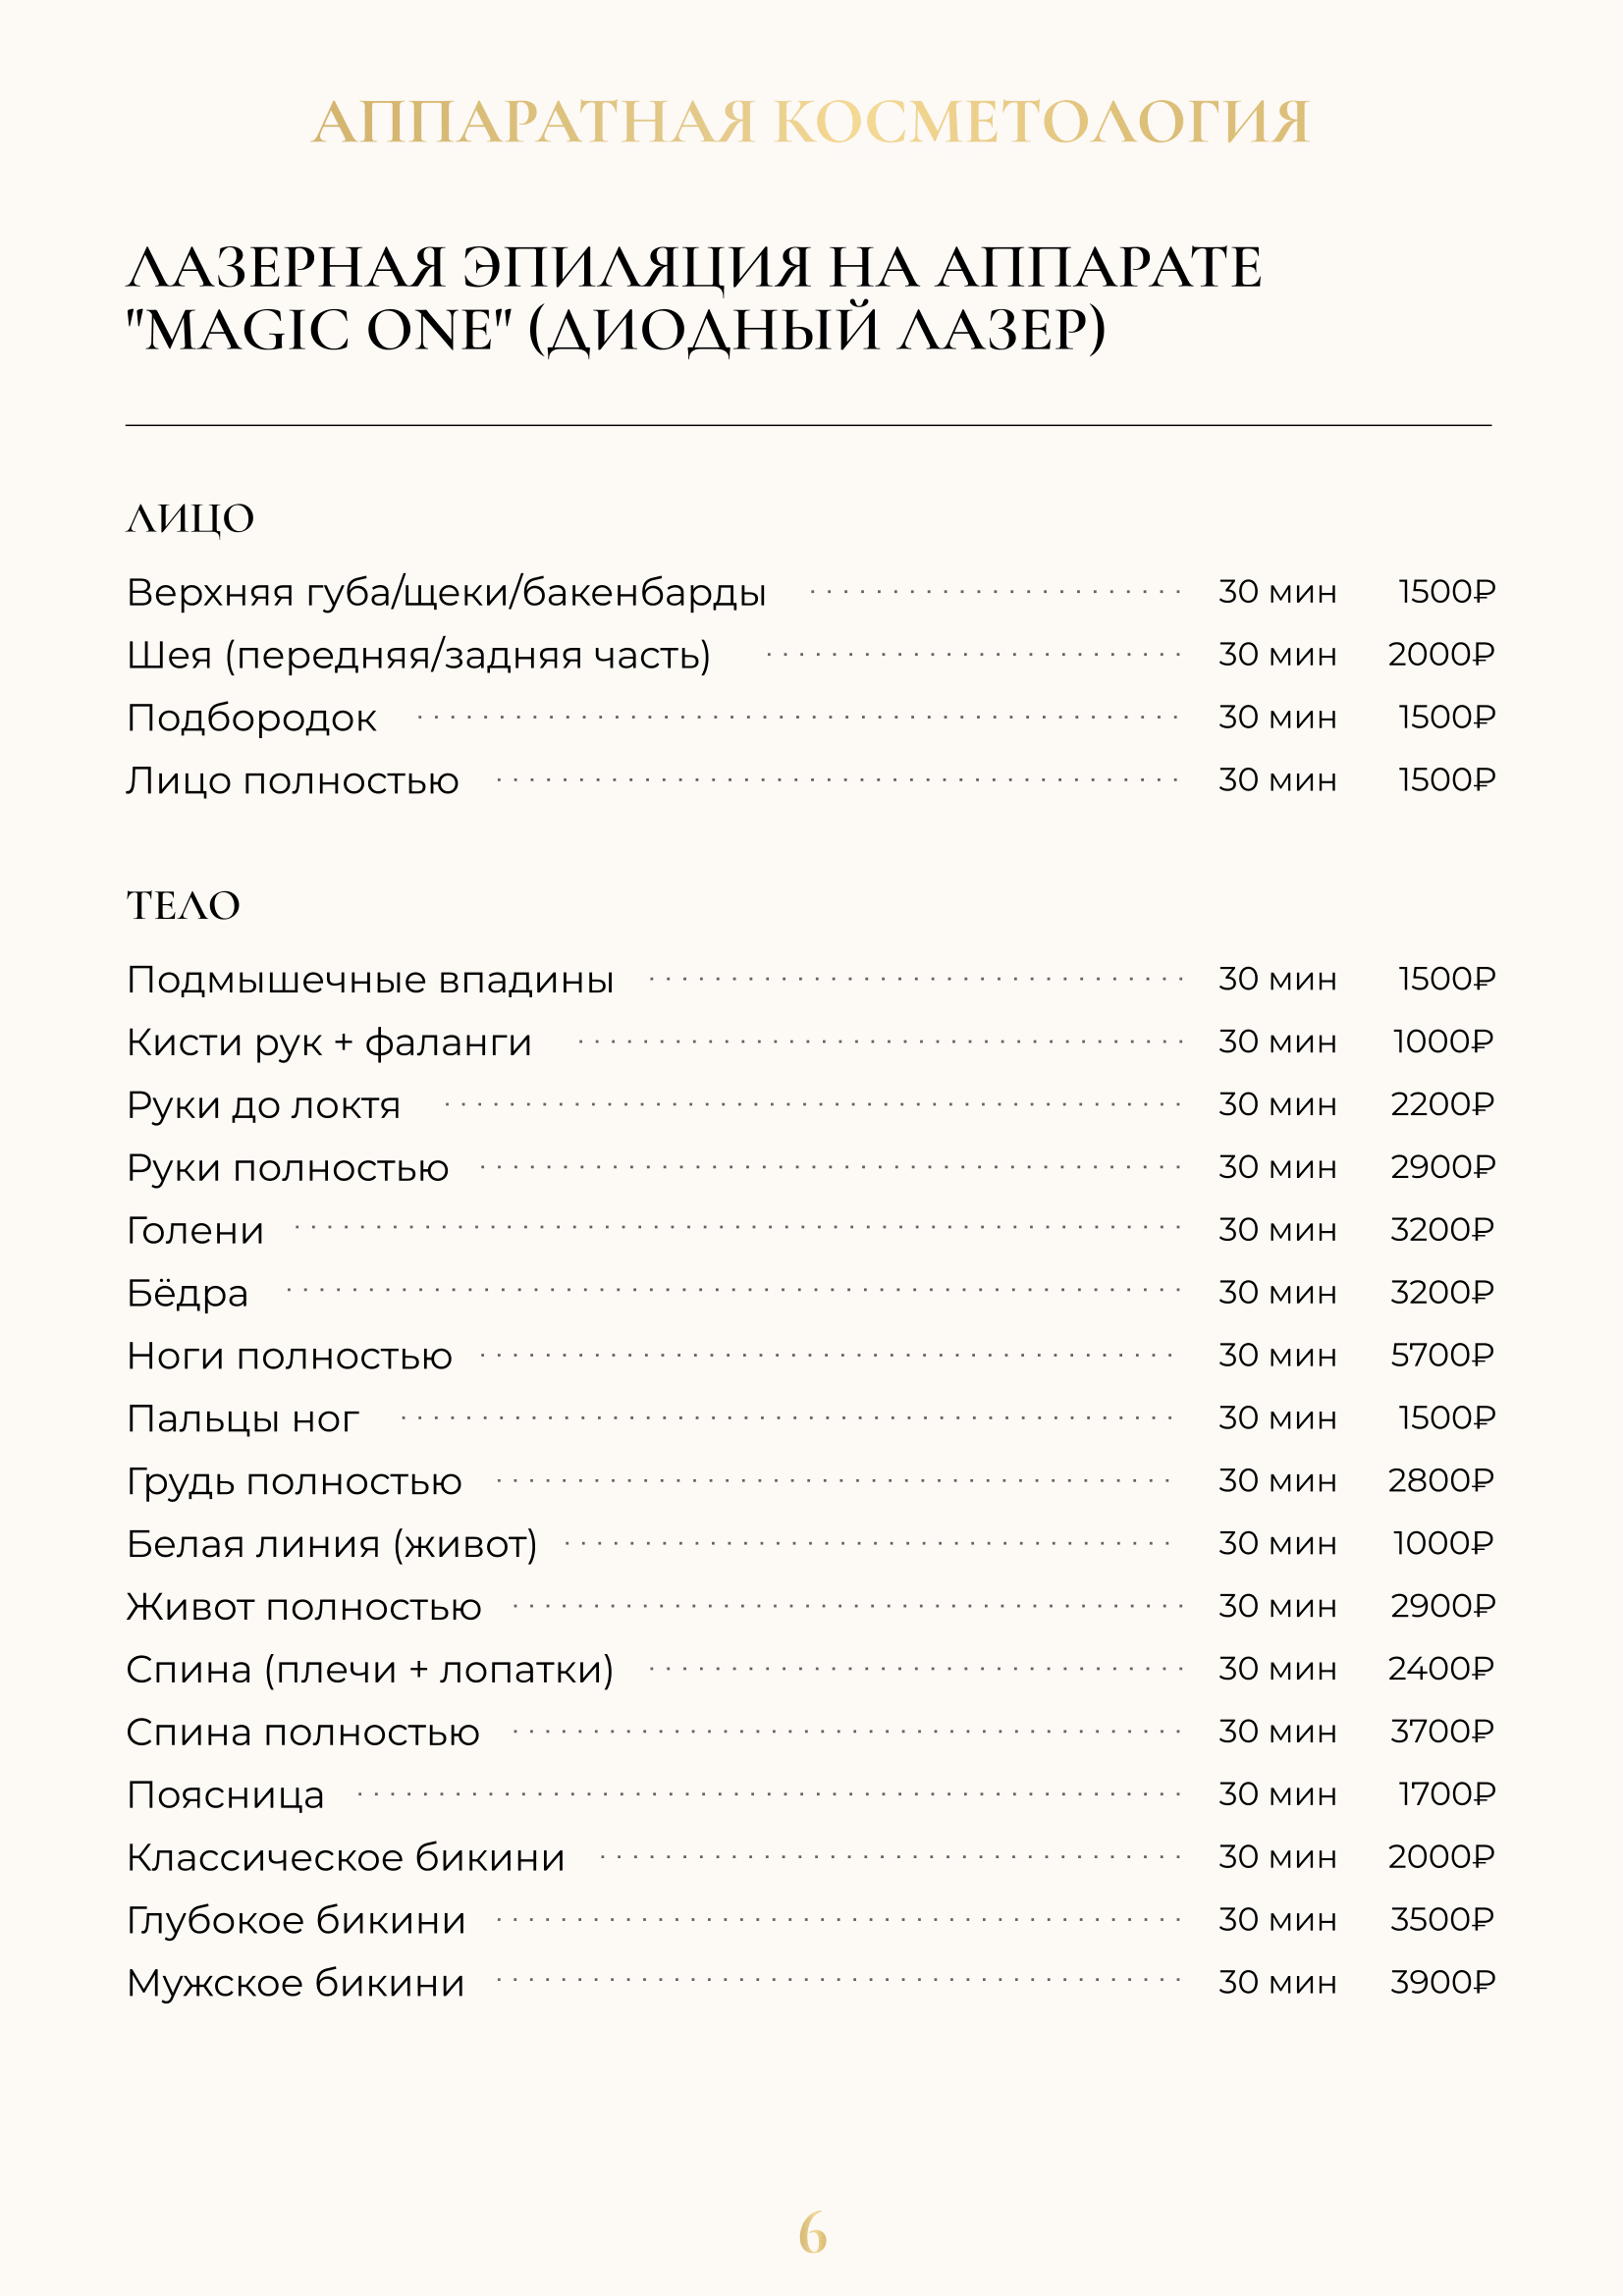 АППАРАТНАЯ КОСМЕТОЛОГИЯ
ЛАЗЕРНАЯ ЭПИЛЯЦИЯ НА АППАРАТЕ
"MAGIC ONE" (ДИОДНЫЙ ЛАЗЕР)
ЛИЦО
Верхняя губа/щеки/бакенбарды 30 мин 1500₽
Шея (передняя/задняя часть) 30 мин 2000₽
Подбородок 30 мин 1500₽
Лицо полностью 30 мин 1500₽
ТЕЛО
Подмышечные впадины 30 мин 1500₽
Кисти рук + фаланги 30 мин 1000₽
Руки до локтя 30 мин 2200₽
Руки полностью 30 мин 2900₽
Голени 30 мин 3200₽
Бёдра 30 мин 3200₽
Ноги полностью 30 мин 5700₽
Пальцы ног 30 мин 1500₽
Грудь полностью 30 мин 2800₽
Белая линия (живот) 30 мин 1000₽
Живот полностью 30 мин 2900₽
Спина (плечи + лопатки) 30 мин 2400₽
Спина полностью 30 мин 3700₽
Поясница 30 мин 1700₽
Классическое бикини 30 мин 2000₽
Глубокое бикини 30 мин 3500₽
Мужское бикини 30 мин 3900₽
6